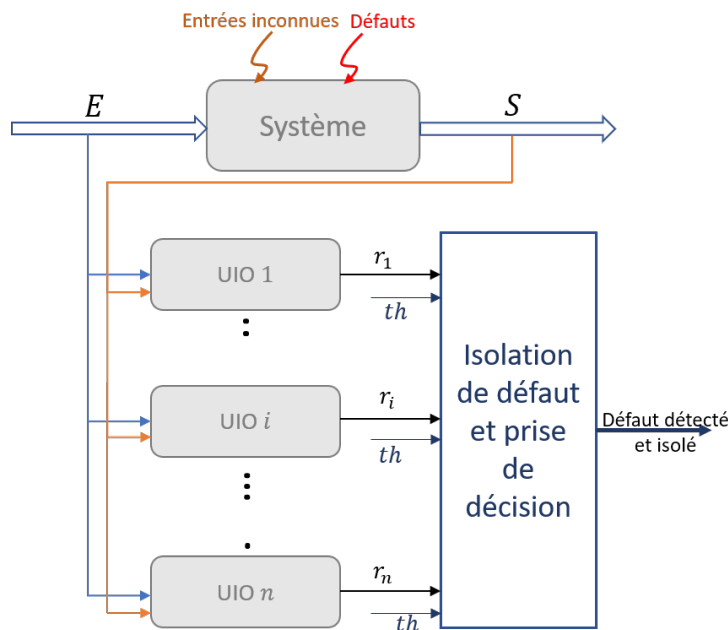 Entrées inconnues
Défauts
E
Système
S
UIO 1
r₁
th
Isolation
de défaut
et prise
de
décision
UIO i
rᵢ
th
Défaut détecté
et isolé
UIO n
rₙ
th